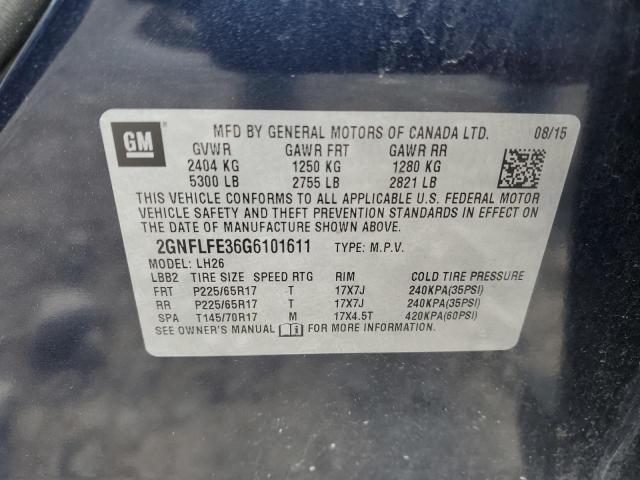 GM
MFD BY GENERAL MOTORS OF CANADA LTD. 08/15
GVWR GAWR FRT GAWR RR
2404 KG 1250 KG 1280 KG
5300 LB 2755 LB 2821 LB
THIS VEHICLE CONFORMS TO ALL APPLICABLE U.S. FEDERAL MOTOR
VEHICLE SAFETY AND THEFT PREVENTION STANDARDS IN EFFECT ON
THE DATE OF MANUFACTURE SHOWN ABOVE.
2GNFLFE36G6101611 TYPE: M.P.V.
MODEL: LH26
LBB2 TIRE SIZE SPEED RTG RIM COLD TIRE PRESSURE
FRT P225/65R17 T 17X7J 240KPA(35PSI)
RR P225/65R17 T 17X7J 240KPA(35PSI)
SPA T145/70R17 M 17X4.5T 420KPA(60PSI)
SEE OWNER'S MANUAL FOR MORE INFORMATION.